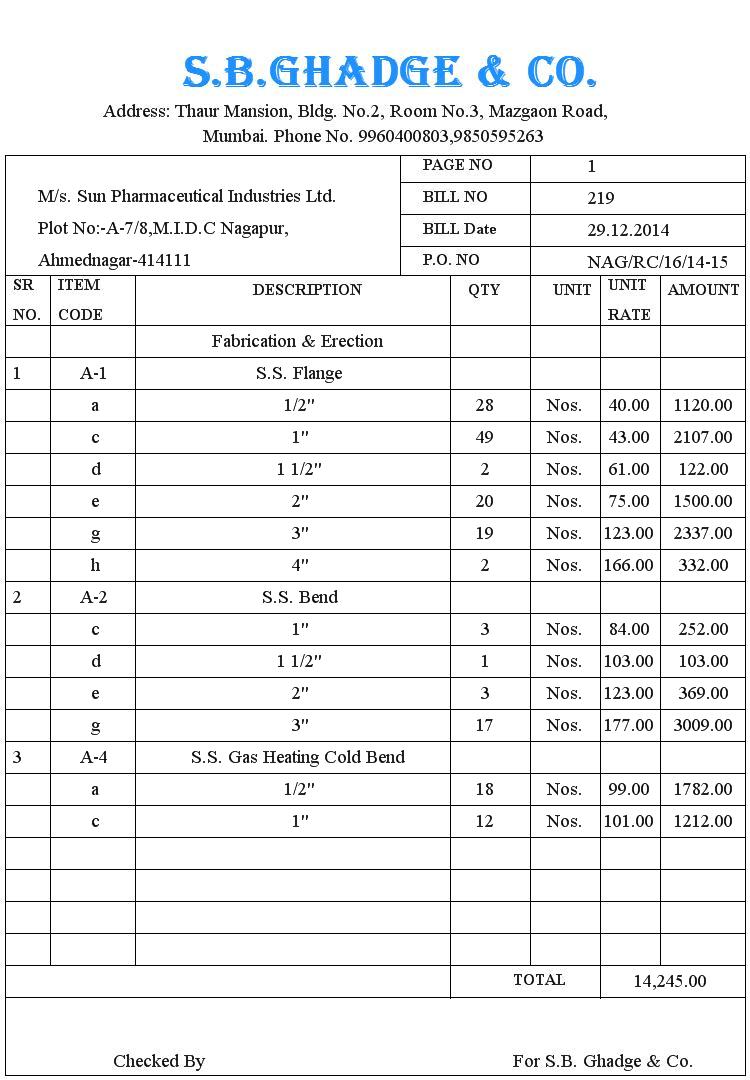 S.B.GHADGE & CO.
Address: Thaur Mansion, Bldg. No.2, Room No.3, Mazgaon Road,
Mumbai. Phone No. 9960400803,9850595263
PAGE NO 1
M/s. Sun Pharmaceutical Industries Ltd. BILL NO 219
Plot No:-A-7/8,M.I.D.C Nagapur, BILL Date 29.12.2014
Ahmednagar-414111 P.O. NO NAG/RC/16/14-15
SR NO. ITEM CODE DESCRIPTION QTY UNIT UNIT RATE AMOUNT
Fabrication & Erection
1 A-1 S.S. Flange
a 1/2" 28 Nos. 40.00 1120.00
c 1" 49 Nos. 43.00 2107.00
d 1 1/2" 2 Nos. 61.00 122.00
e 2" 20 Nos. 75.00 1500.00
g 3" 19 Nos. 123.00 2337.00
h 4" 2 Nos. 166.00 332.00
2 A-2 S.S. Bend
c 1" 3 Nos. 84.00 252.00
d 1 1/2" 1 Nos. 103.00 103.00
e 2" 3 Nos. 123.00 369.00
g 3" 17 Nos. 177.00 3009.00
3 A-4 S.S. Gas Heating Cold Bend
a 1/2" 18 Nos. 99.00 1782.00
c 1" 12 Nos. 101.00 1212.00
TOTAL 14,245.00
Checked By For S.B. Ghadge & Co.